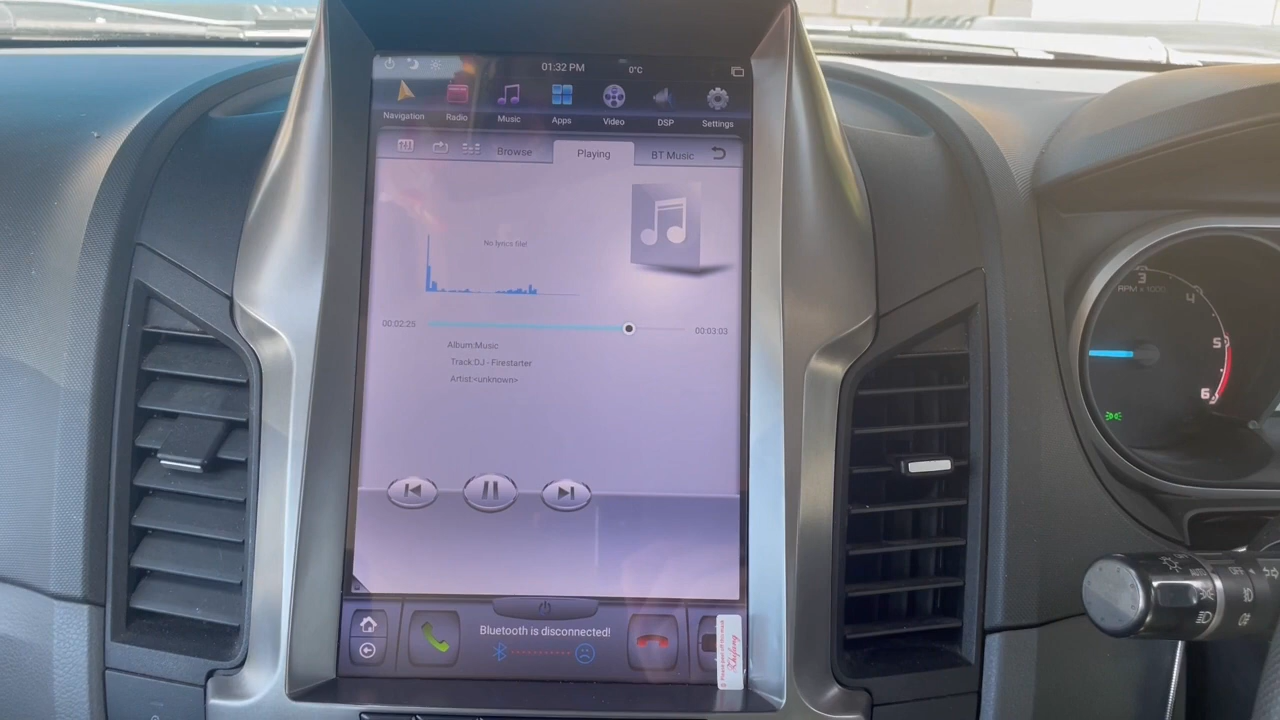 01:32 PM 0°C
Navigation Radio Music Apps Video DSP Settings
Browse Playing BT Music
No lyrics file!
00:02:25 00:03:03
Album:Music
Track:DJ - Firestarter
Artist:<unknown>
Bluetooth is disconnected!
3
4
5
6
RPM x 1000
AUTO
OFF